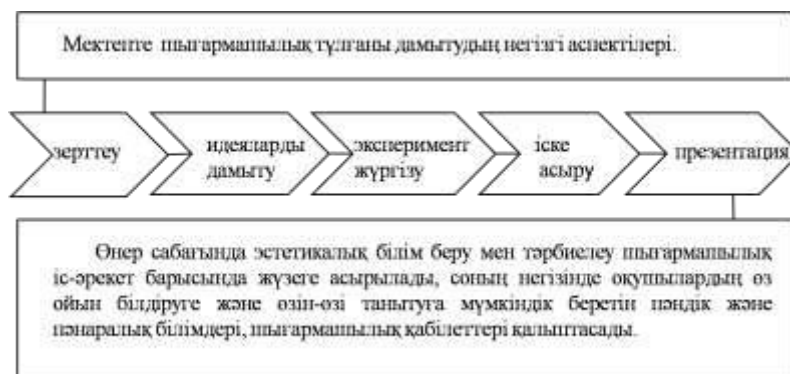 Мектепте шығармашылық тұлғаны дамытудың негізгі аспектілері.
зерттеу
идеяларды
дамыту
эксперимент
жүргізу
іске
асыру
презентация
Өнер сабағында эстетикалық білім беру мен тәрбиелеу шығармашылық
іс-әрекет барысында жүзеге асырылады, соның негізінде оқушылардың өз
ойын білдіруге және өзін-өзі танытуға мүмкіндік беретін пәндік және
пәнаралық білімдері, шығармашылық қабілеттері қалыптасады.